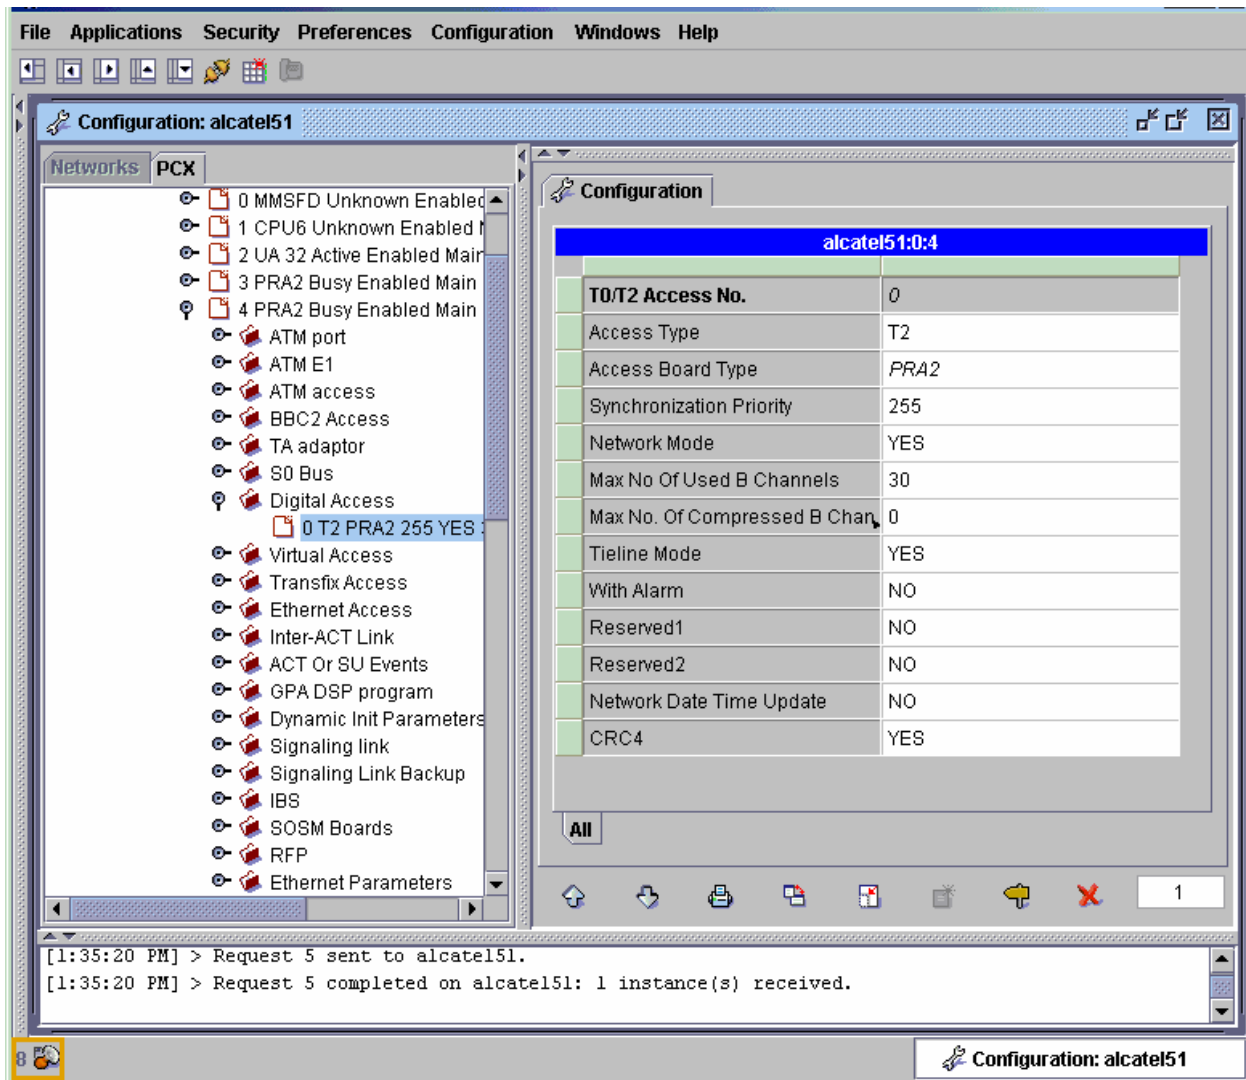 File Applications Security Preferences Configuration Windows Help
Configuration: alcatel51
Networks PCX
0 MMSFD Unknown Enabled
1 CPU6 Unknown Enabled
2 UA 32 Active Enabled Main
3 PRA2 Busy Enabled Main
4 PRA2 Busy Enabled Main
ATM port
ATM E1
ATM access
BBC2 Access
TA adaptor
S0 Bus
Digital Access
0 T2 PRA2 255 YES
Virtual Access
Transfix Access
Ethernet Access
Inter-ACT Link
ACT Or SU Events
GPA DSP program
Dynamic Init Parameters
Signaling link
Signaling Link Backup
IBS
SOSM Boards
RFP
Ethernet Parameters
Configuration
alcatel51:0:4
T0/T2 Access No. 0
Access Type T2
Access Board Type PRA2
Synchronization Priority 255
Network Mode YES
Max No Of Used B Channels 30
Max No. Of Compressed B Chan 0
Tieline Mode YES
With Alarm NO
Reserved1 NO
Reserved2 NO
Network Date Time Update NO
CRC4 YES
All
1
[1:35:20 PM] > Request 5 sent to alcatel51.
[1:35:20 PM] > Request 5 completed on alcatel51: 1 instance(s) received.
8
Configuration: alcatel51